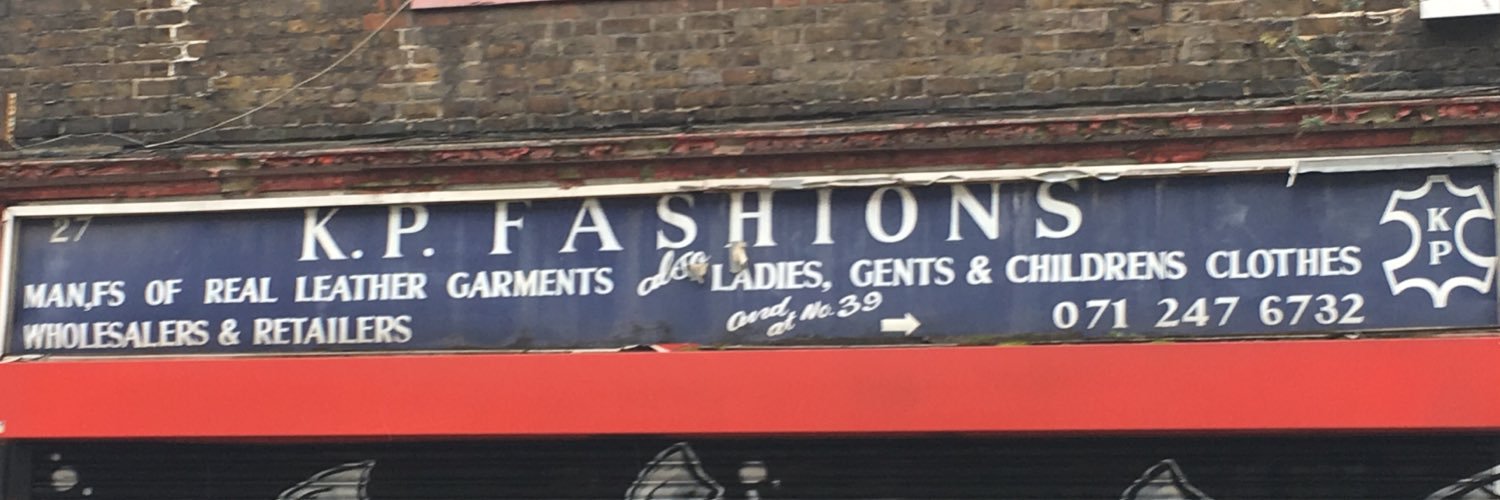 27
K.P. FASHIONS
MAN,FS OF REAL LEATHER GARMENTS also LADIES, GENTS & CHILDRENS CLOTHES
WHOLESALERS & RETAILERS
and at No. 39
071 247 6732
K
P